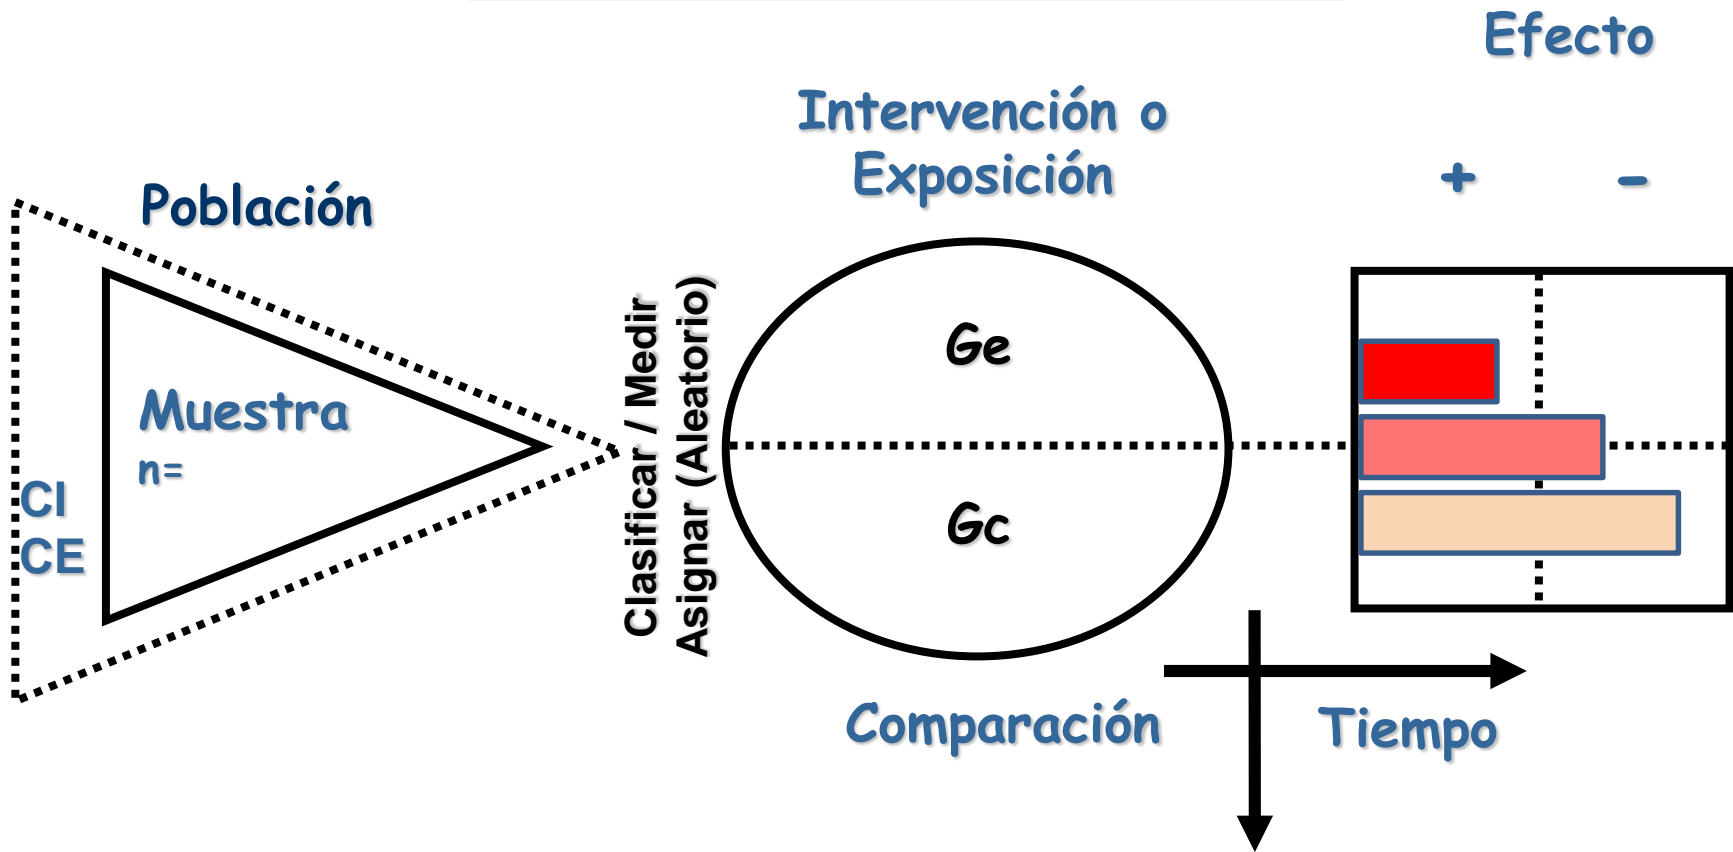 Efecto
Intervención o
Exposición
+ -
Población
Clasificar / Medir
Asignar (Aleatorio)
Ge
Muestra
n=
CI
CE
Gc
Comparación
Tiempo